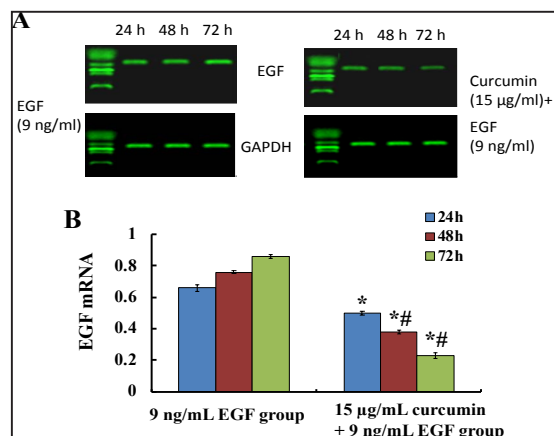 A
24 h 48 h 72 h
24 h 48 h 72 h
EGF
(9 ng/ml)
EGF
GAPDH
Curcumin
(15 µg/ml)+
EGF
(9 ng/ml)
B
24h
48h
72h
EGF mRNA
1
0.8
0.6
0.4
0.2
0
*
*#
*#
9 ng/mL EGF group
15 µg/mL curcumin
+ 9 ng/mL EGF group